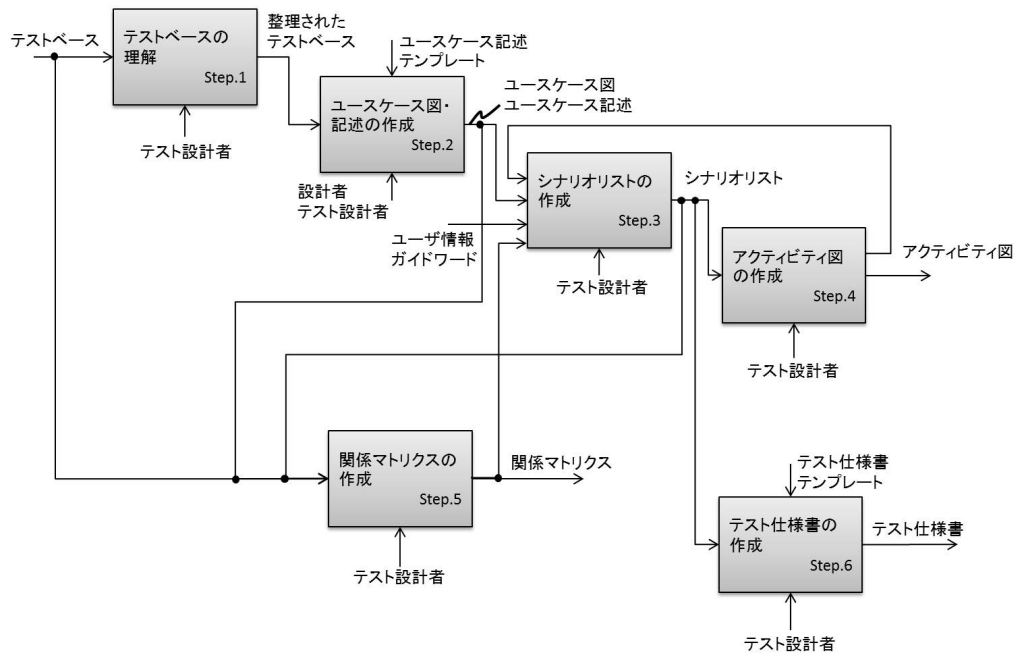 テストベース
テストベースの
理解
Step.1
整理された
テストベース
テスト設計者
ユースケース記述
テンプレート
ユースケース図・
記述の作成
Step.2
ユースケース図
ユースケース記述
設計者
テスト設計者
シナリオリストの
作成
Step.3
シナリオリスト
ユーザ情報
ガイドワード
テスト設計者
アクティビティ図
の作成
Step.4
アクティビティ図
テスト設計者
関係マトリクスの
作成
Step.5
関係マトリクス
テスト設計者
テスト仕様書
テンプレート
テスト仕様書の
作成
Step.6
テスト仕様書
テスト設計者